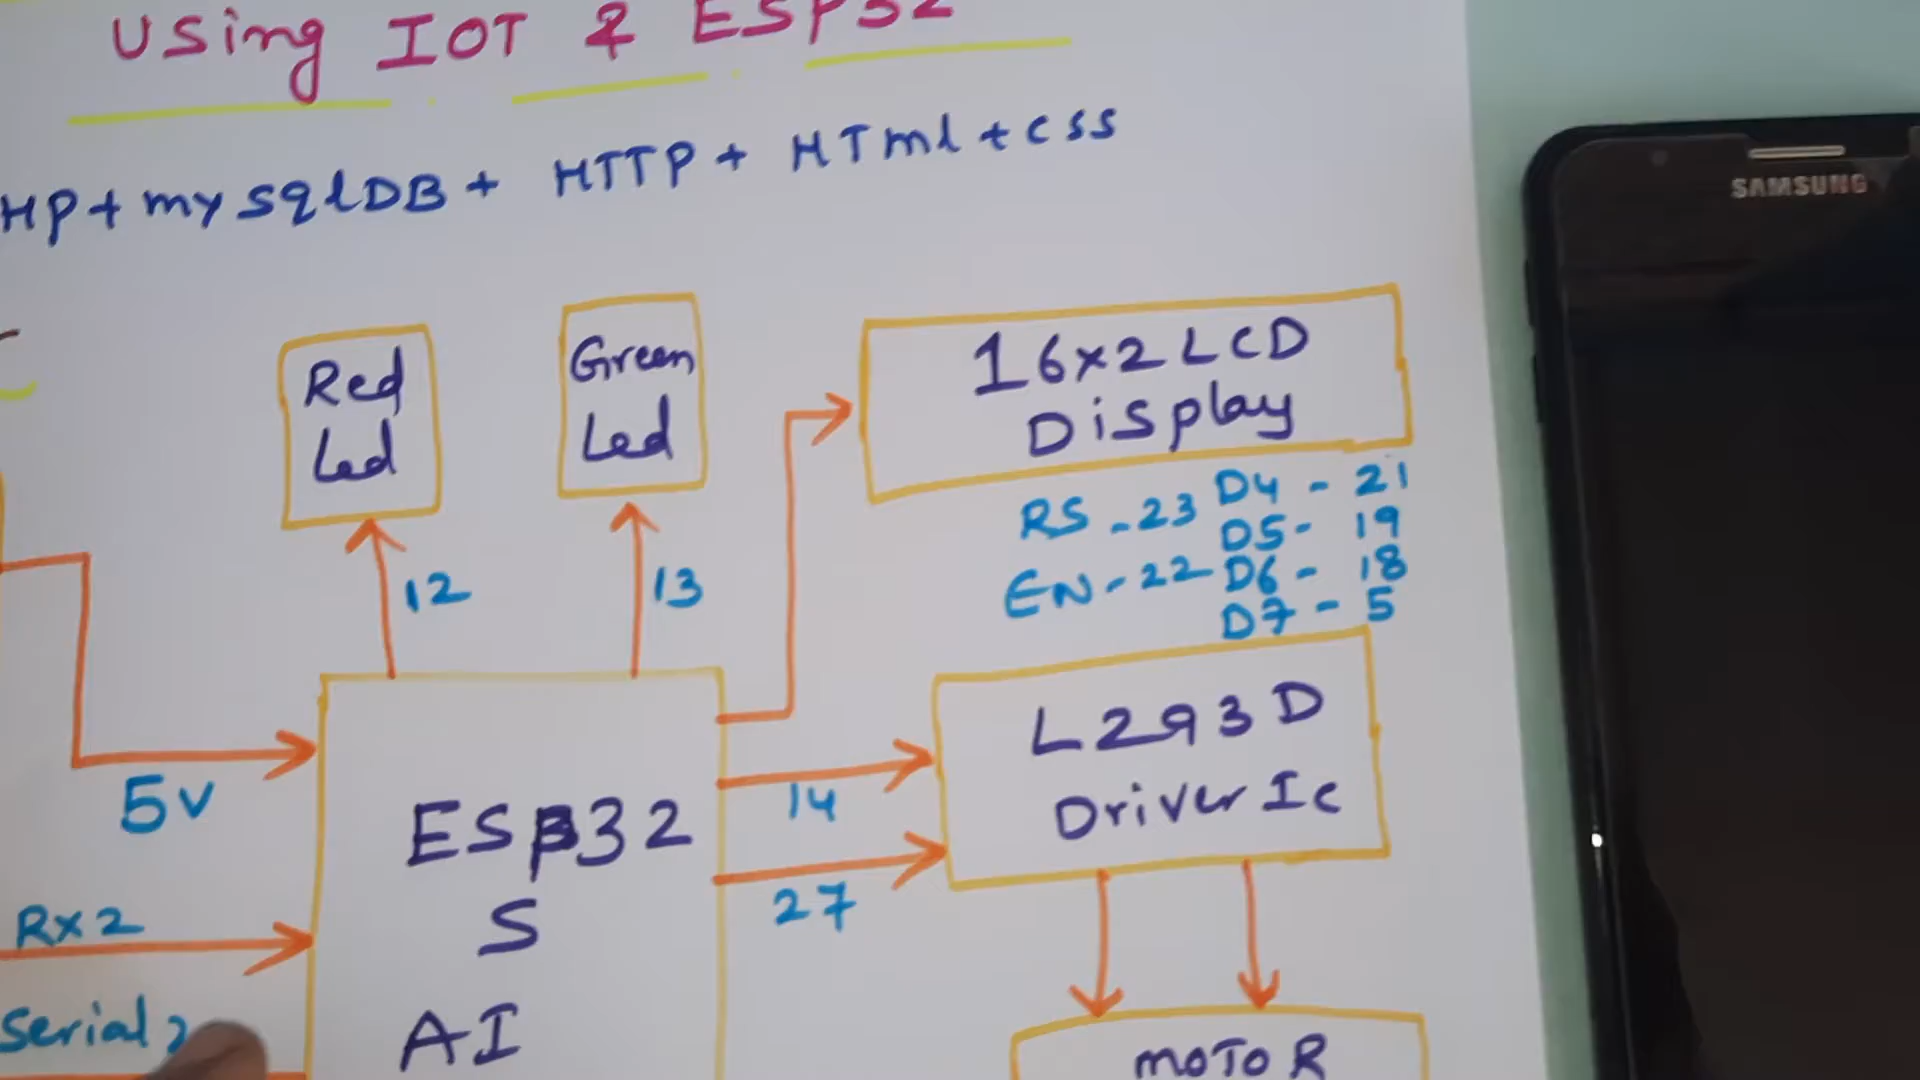 Using IOT & ESP32
HP + mysqlDB + HTTP + HTml + css
SAMSUNG
Red
Led
Green
Led
16x2 LCD
Display
RS - 23
EN - 22
D4 - 21
D5 - 19
D6 - 18
D7 - 5
12
13
5v
ESP32
S
AI
14
27
L293D
Driver Ic
Rx2
Serial2
MOTOR